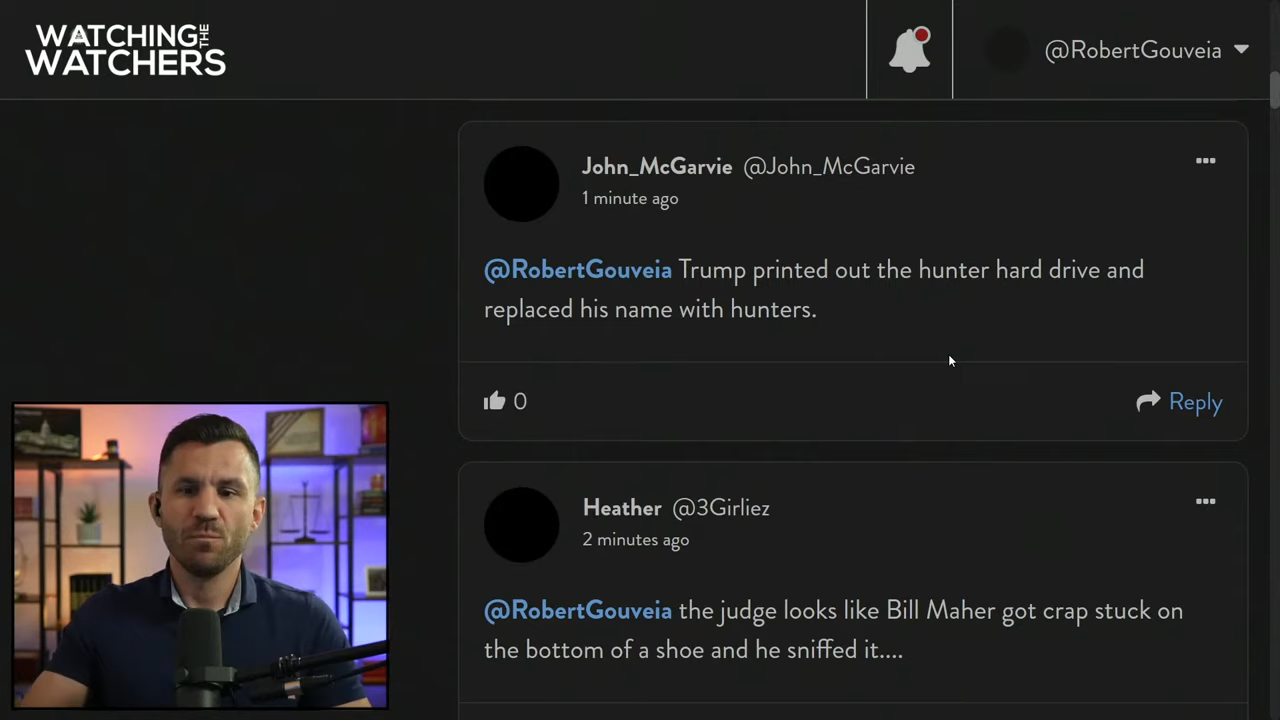 WATCHING THE
WATCHERS
@RobertGouveia
John_McGarvie @John_McGarvie
1 minute ago
@RobertGouveia Trump printed out the hunter hard drive and
replaced his name with hunters.
0
Reply
Heather @3Girliez
2 minutes ago
@RobertGouveia the judge looks like Bill Maher got crap stuck on
the bottom of a shoe and he sniffed it....